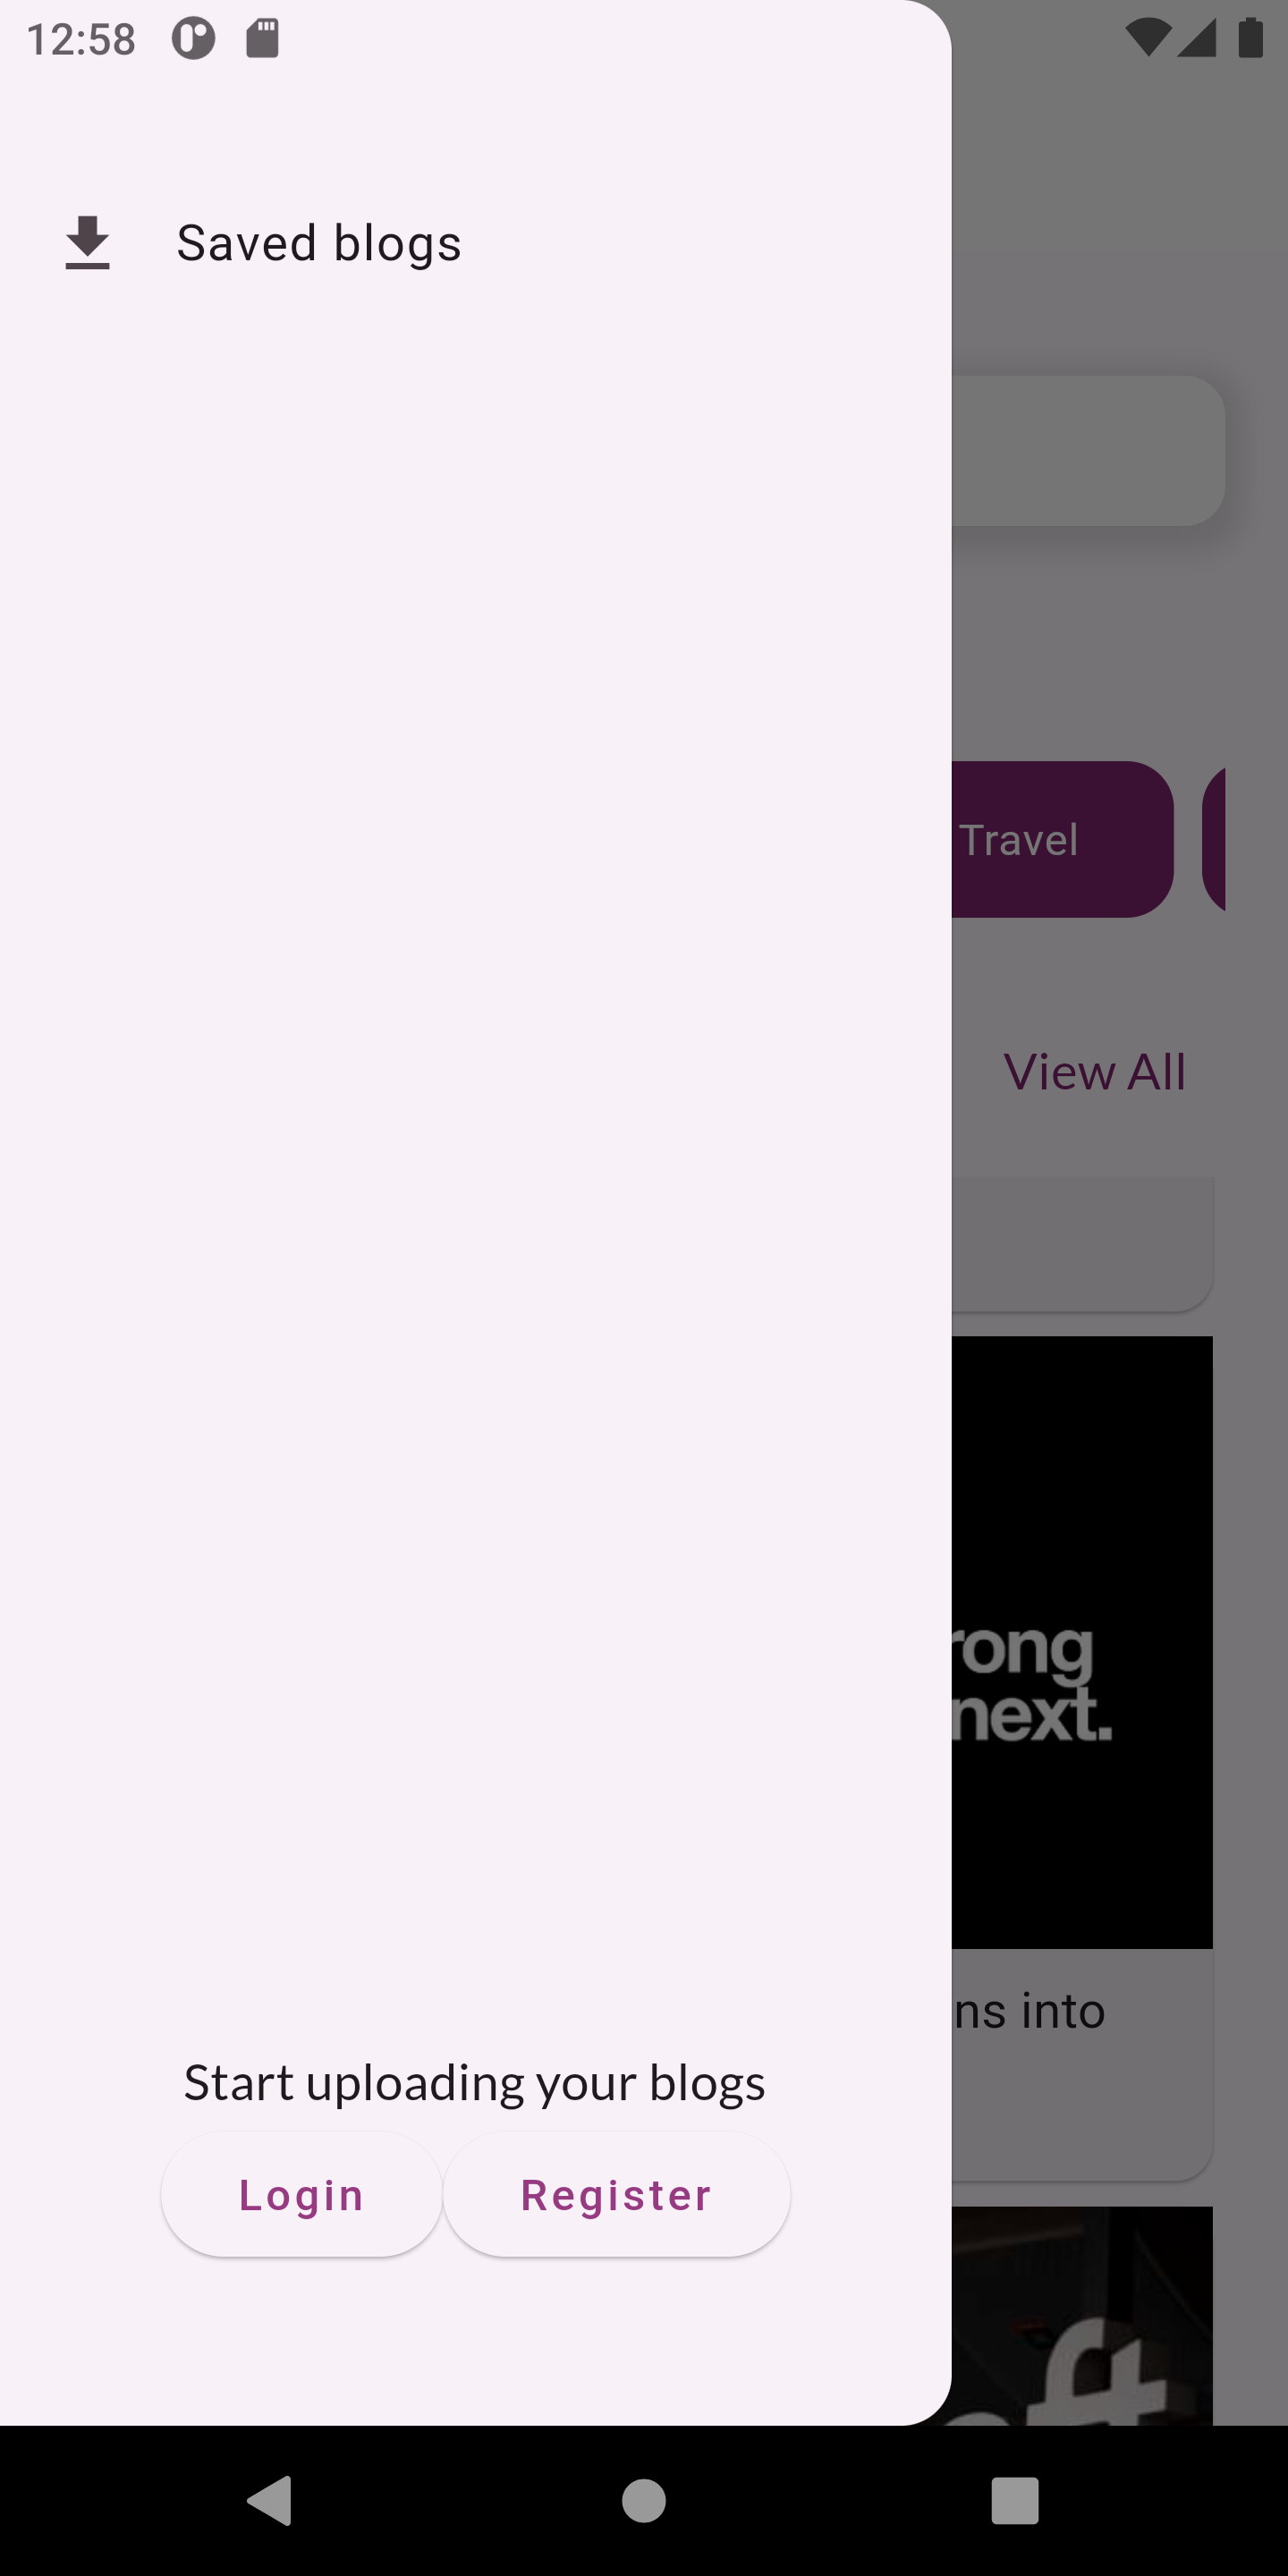 12:58
Saved blogs
Travel
View All
rong
next.
ns into
Start uploading your blogs
Login
Register